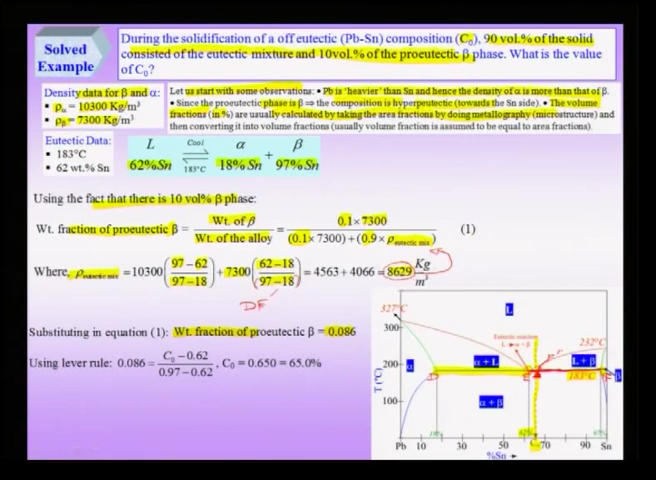 Solved
Example
During the solidification of a off eutectic (Pb-Sn) composition (C₀), 90 vol.% of the solid
consisted of the eutectic mixture and 10vol.% of the proeutectic β phase. What is the value
of C₀?
Density data for β and α:
▪ ρα = 10300 Kg/m³
▪ ρβ = 7300 Kg/m³
Let us start with some observations: ▪ Pb is 'heavier' than Sn and hence the density of α is more than that of β.
▪ Since the proeutectic phase is β ⇒ the composition is hypereutectic (towards the Sn side). ▪ The volume
fractions (in %) are usually calculated by taking the area fractions by doing metallography (microstructure) and
then converting it into volume fractions (usually volume fraction is assumed to be equal to area fractions).
Eutectic Data:
▪ 183°C
▪ 62 wt.% Sn
L Cool α + β
62%Sn 183°C 18% Sn 97%Sn
Using the fact that there is 10 vol% β phase:
Wt. fraction of proeutectic β = Wt. of β / Wt. of the alloy = 0.1×7300 / (0.1×7300)+(0.9×ρeutectic mix) (1)
Where, ρeutectic mix = 10300 (97−62 / 97−18) + 7300 (62−18 / 97−18) = 4563 + 4066 = 8629 Kg/m³
DF
Substituting in equation (1): Wt. fraction of proeutectic β = 0.086
Using lever rule: 0.086 = C₀−0.62 / 0.97−0.62, C₀ = 0.650 = 65.0%
327°C
L
300
Eutectic reaction
L → α + β
232°C
α
α + L
L + β
200
183°C
β
D
E
F
T (°C)
α + β
100
18%
62%
97%
Pb 10 30 50 70 90 Sn
%Sn →